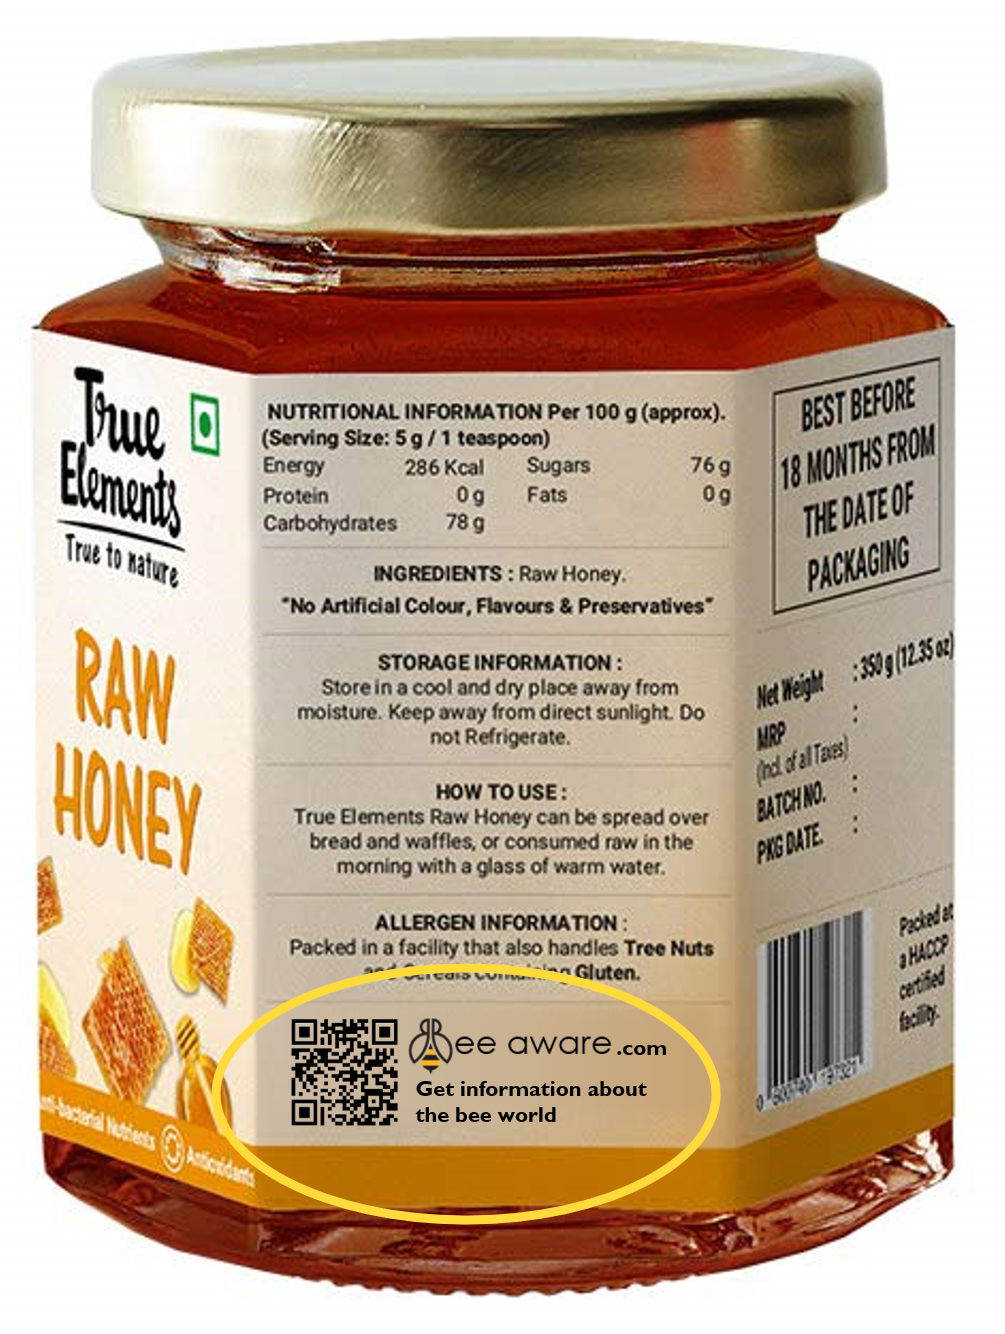 True
Elements
True to nature
RAW
HONEY
nti-bacterial Nutrients
Antioxidants
NUTRITIONAL INFORMATION Per 100 g (approx).
(Serving Size: 5 g / 1 teaspoon)
Energy 286 Kcal Sugars 76 g
Protein 0 g Fats 0 g
Carbohydrates 78 g
INGREDIENTS : Raw Honey.
"No Artificial Colour, Flavours & Preservatives"
STORAGE INFORMATION :
Store in a cool and dry place away from
moisture. Keep away from direct sunlight. Do
not Refrigerate.
HOW TO USE :
True Elements Raw Honey can be spread over
bread and waffles, or consumed raw in the
morning with a glass of warm water.
ALLERGEN INFORMATION :
Packed in a facility that also handles Tree Nuts
and Cereals containing Gluten.
Bee aware.com
Get information about
the bee world
BEST BEFORE
18 MONTHS FROM
THE DATE OF
PACKAGING
Net Weight : 350 g (12.35 oz)
MRP :
(Incl. of all Taxes)
BATCH NO. :
PKG DATE. :
Packed at
a HACCP
certified
facility.